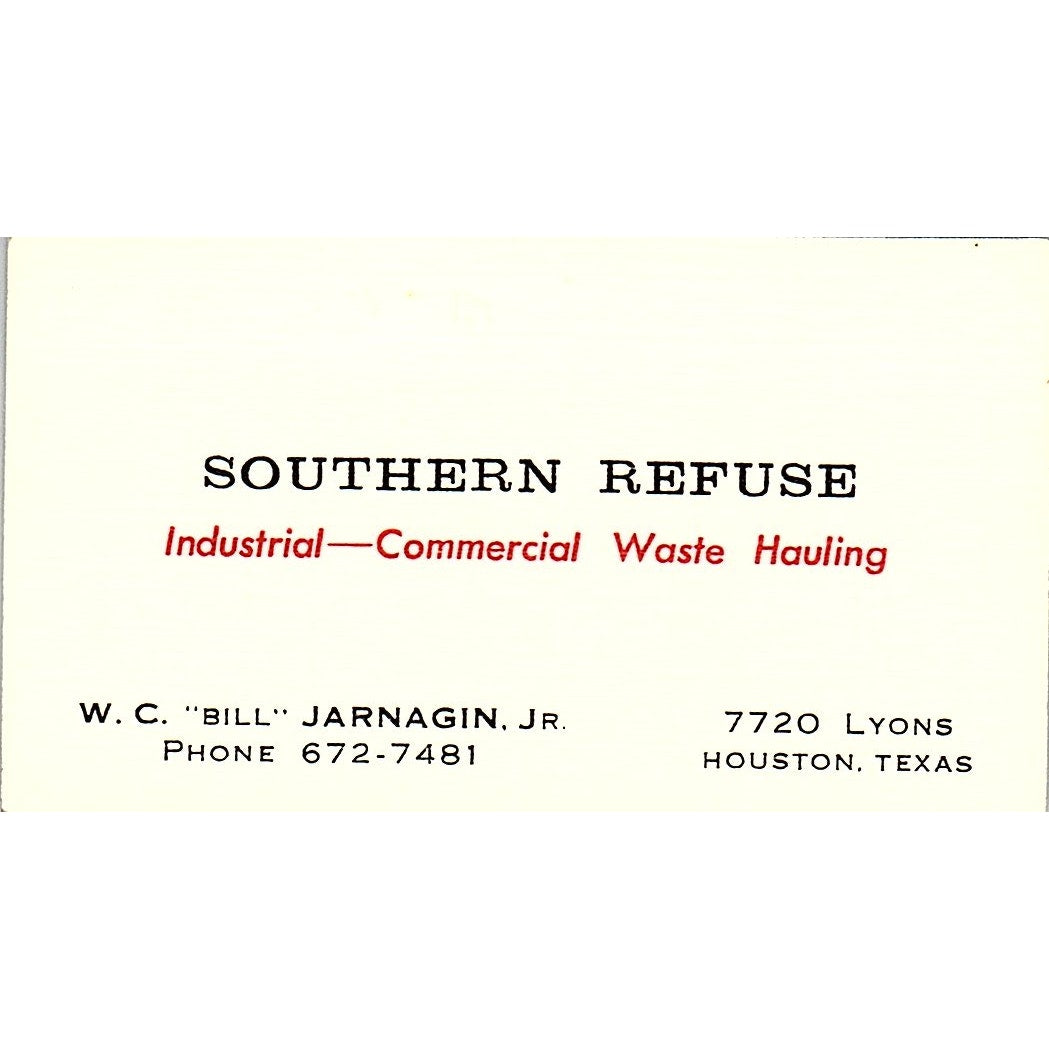 SOUTHERN REFUSE
Industrial—Commercial Waste Hauling
W. C. "BILL" JARNAGIN, JR.
PHONE 672-7481
7720 LYONS
HOUSTON, TEXAS